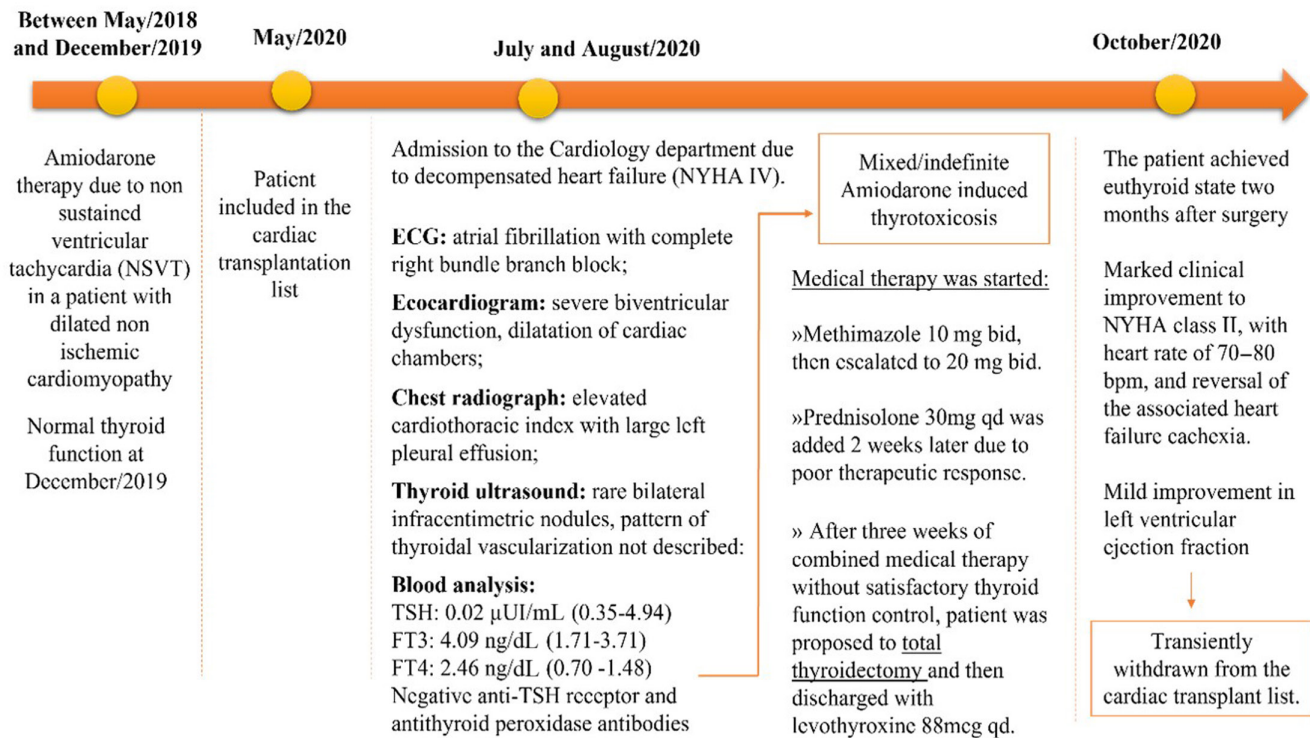 Between May/2018
and December/2019
May/2020
July and August/2020
October/2020
Amiodarone
therapy due to non
sustained
ventricular
tachycardia (NSVT)
in a patient with
dilated non
ischemic
cardiomyopathy
Normal thyroid
function at
December/2019
Patient
included in the
cardiac
transplantation
list
Admission to the Cardiology department due
to decompensated heart failure (NYHA IV).
ECG: atrial fibrillation with complete
right bundle branch block;
Ecocardiogram: severe biventricular
dysfunction, dilatation of cardiac
chambers;
Chest radiograph: elevated
cardiothoracic index with large left
pleural effusion;
Thyroid ultrasound: rare bilateral
infracentimetric nodules, pattern of
thyroidal vascularization not described:
Blood analysis:
TSH: 0.02 µUI/mL (0.35-4.94)
FT3: 4.09 ng/dL (1.71-3.71)
FT4: 2.46 ng/dL (0.70 -1.48)
Negative anti-TSH receptor and
antithyroid peroxidase antibodies
Mixed/indefinite
Amiodarone induced
thyrotoxicosis
Medical therapy was started:
»Methimazole 10 mg bid,
then escalated to 20 mg bid.
»Prednisolone 30mg qd was
added 2 weeks later due to
poor therapeutic response.
» After three weeks of
combined medical therapy
without satisfactory thyroid
function control, patient was
proposed to total
thyroidectomy and then
discharged with
levothyroxine 88mcg qd.
The patient achieved
euthyroid state two
months after surgery
Marked clinical
improvement to
NYHA class II, with
heart rate of 70–80
bpm, and reversal of
the associated heart
failure cachexia.
Mild improvement in
left ventricular
ejection fraction
Transiently
withdrawn from the
cardiac transplant list.